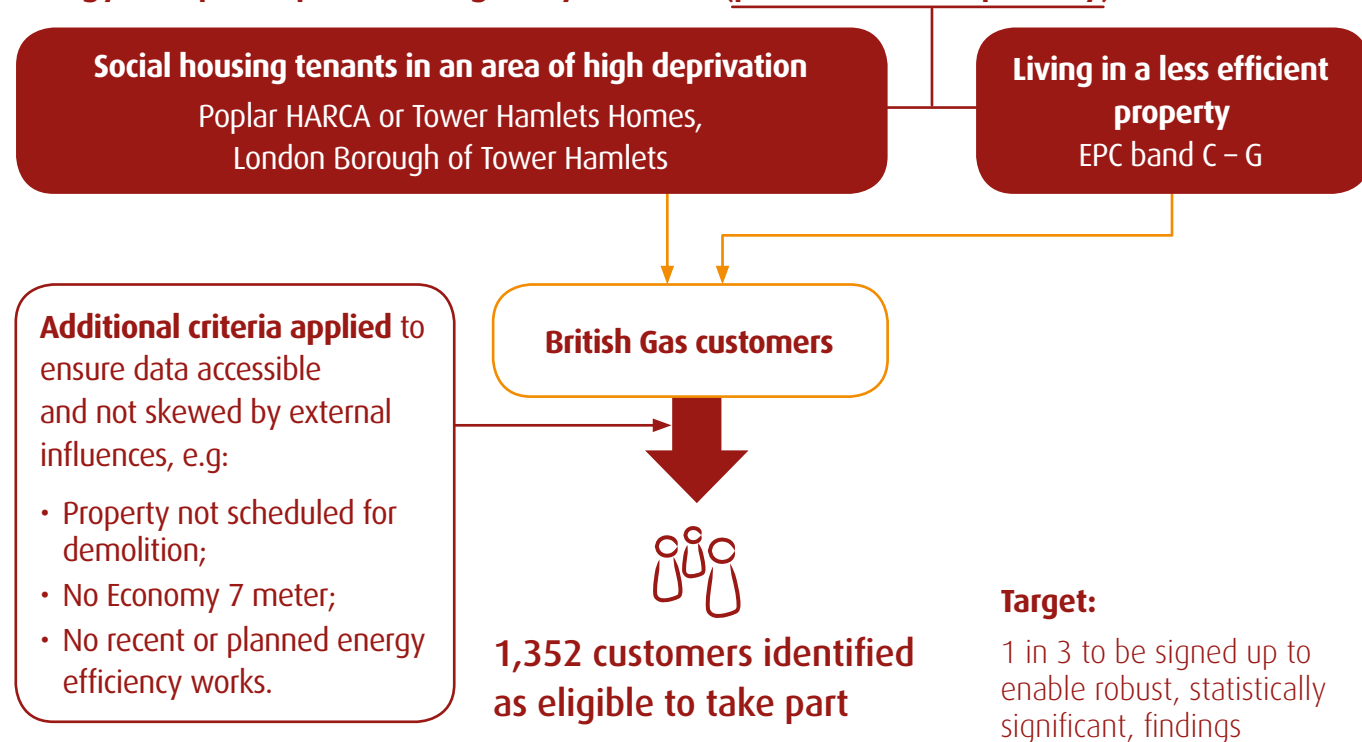 Social housing tenants in an area of high deprivation
Poplar HARCA or Tower Hamlets Homes,
London Borough of Tower Hamlets
Living in a less efficient
property
EPC band C – G
Additional criteria applied to
ensure data accessible
and not skewed by external
influences, e.g:
• Property not scheduled for
demolition;
• No Economy 7 meter;
• No recent or planned energy
efficiency works.
British Gas customers
1,352 customers identified
as eligible to take part
Target:
1 in 3 to be signed up to
enable robust, statistically
significant, findings